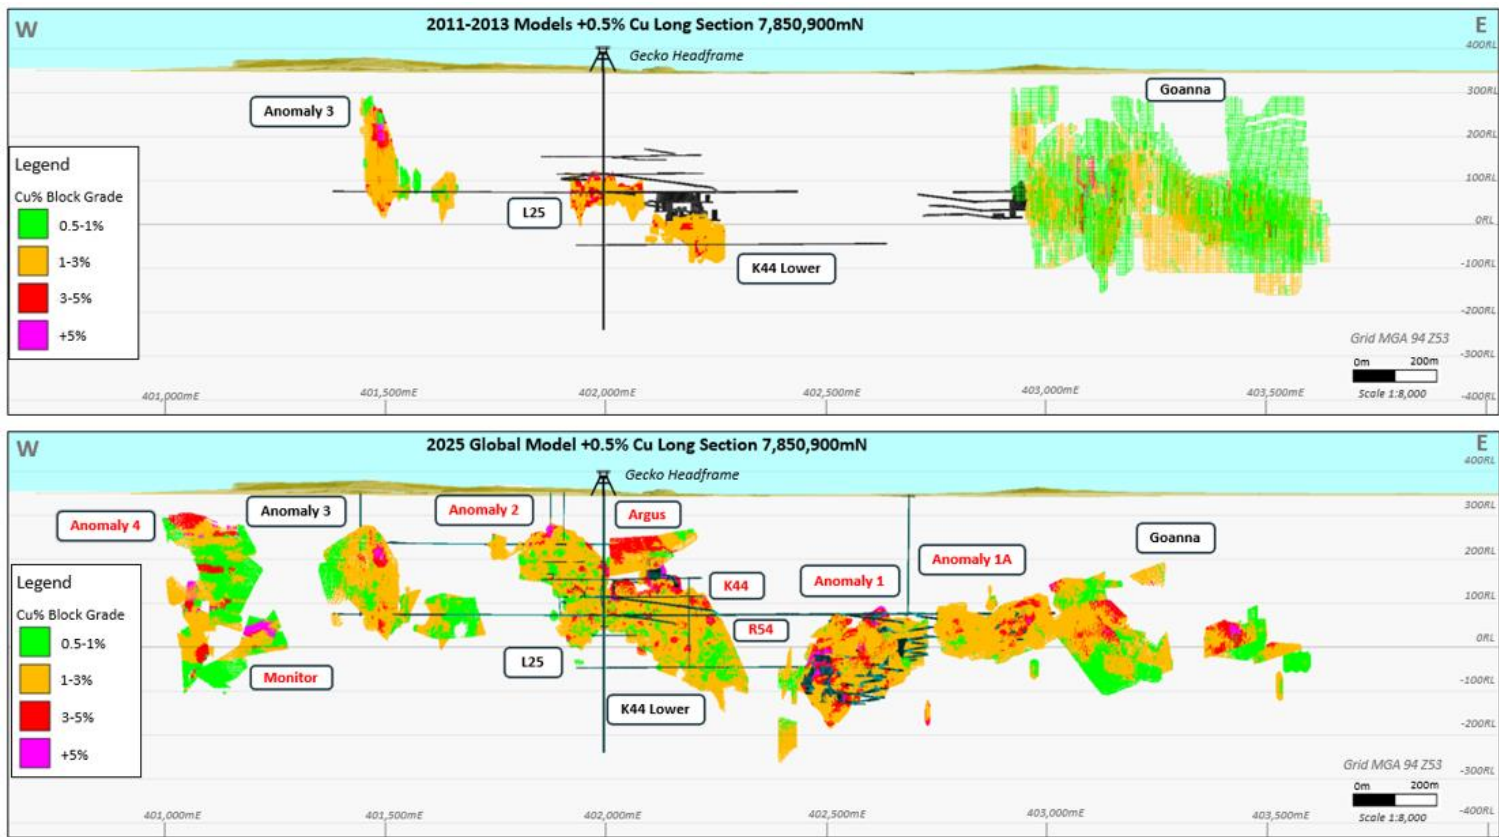 W
2011-2013 Models +0.5% Cu Long Section 7,850,900mN
E
Gecko Headframe
400RL
Anomaly 3
Goanna
300RL
200RL
Legend
Cu% Block Grade
0.5-1%
1-3%
3-5%
+5%
100RL
L25
0RL
K44 Lower
-100RL
-200RL
Grid MGA 94 Z53
-300RL
0m 200m
Scale 1:8,000
-400RL
401,000mE 401,500mE 402,000mE 402,500mE 403,000mE 403,500mE
W
2025 Global Model +0.5% Cu Long Section 7,850,900mN
E
Gecko Headframe
400RL
Anomaly 4
Anomaly 3
Anomaly 2
Argus
300RL
Goanna
Anomaly 1A
200RL
Legend
Cu% Block Grade
0.5-1%
1-3%
3-5%
+5%
K44
Anomaly 1
100RL
R54
0RL
L25
Monitor
-100RL
K44 Lower
-200RL
Grid MGA 94 Z53
-300RL
0m 200m
Scale 1:8,000
-400RL
401,000mE 401,500mE 402,000mE 402,500mE 403,000mE 403,500mE